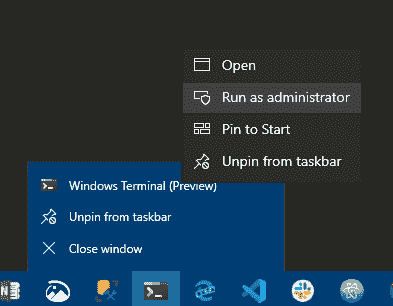 Open
Run as administrator
Pin to Start
Unpin from taskbar
Windows Terminal (Preview)
Unpin from taskbar
Close window